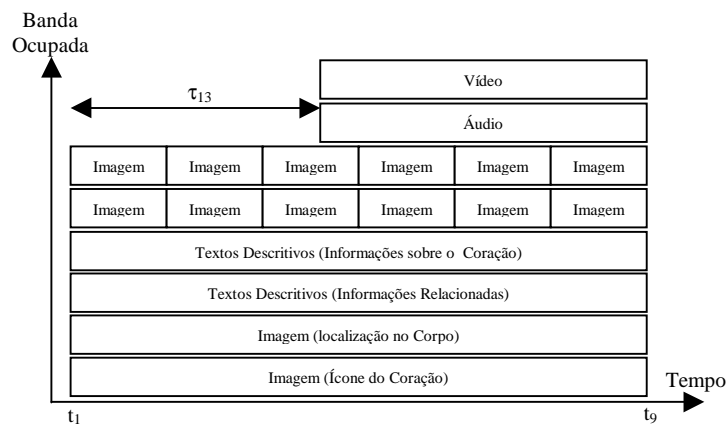 Banda
Ocupada
Vídeo
τ13
Áudio
Imagem Imagem Imagem Imagem Imagem Imagem
Imagem Imagem Imagem Imagem Imagem Imagem
Textos Descritivos (Informações sobre o Coração)
Textos Descritivos (Informações Relacionadas)
Imagem (localização no Corpo)
Imagem (Ícone do Coração)
Tempo
t1 t9